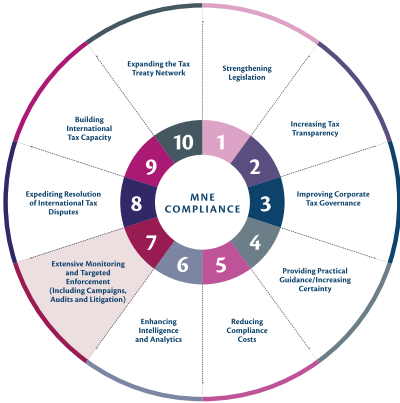 MNE
COMPLIANCE
1
Strengthening
Legislation
2
Increasing Tax
Transparency
3
Improving Corporate
Tax Governance
4
Providing Practical
Guidance/Increasing
Certainty
5
Reducing
Compliance
Costs
6
Enhancing
Intelligence
and Analytics
7
Extensive Monitoring
and Targeted
Enforcement
(Including Campaigns,
Audits and Litigation)
8
Expediting Resolution
of International Tax
Disputes
9
Building
International
Tax Capacity
10
Expanding the Tax
Treaty Network